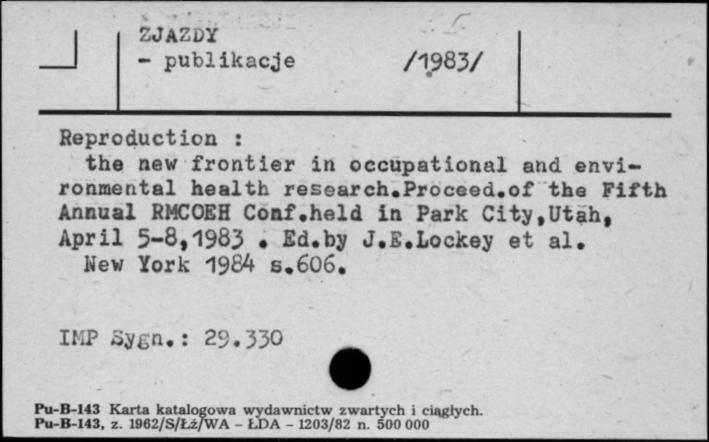 ZJAZDY
- publikacje /1983/
Reproduction :
the new frontier in occupational and envi-
ronmental health research.Proceed.of the Fifth
Annual RMCOEH Conf.held in Park City,Utah,
April 5-8,1983 . Ed.by J.E.Lockey et al.
New York 1984 s.606.
IMP Sygn.: 29.330
Pu-B-143 Karta katalogowa wydawnictw zwartych i ciągłych.
Pu-B-143, z. 1962/S/Łż/WA - ŁDA - 1203/82 n. 500 000